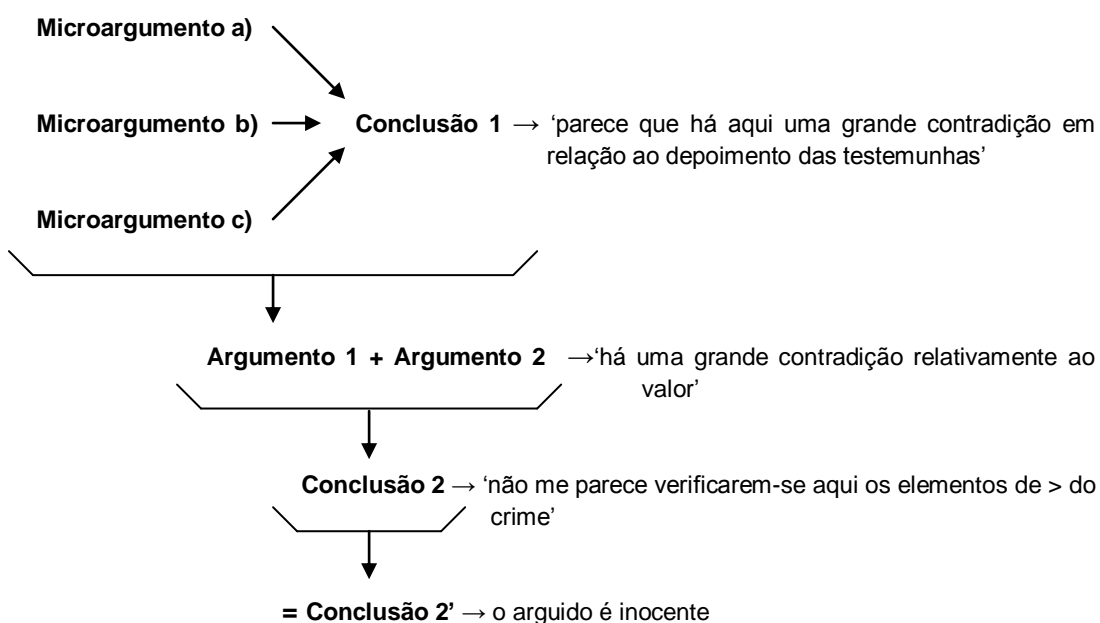 Microargumento a)
Microargumento b) Conclusão 1 → ‘parece que há aqui uma grande contradição em
relação ao depoimento das testemunhas’
Microargumento c)
Argumento 1 + Argumento 2 →‘há uma grande contradição relativamente ao
valor’
Conclusão 2 → ‘não me parece verificarem-se aqui os elementos de > do
crime’
= Conclusão 2’ → o arguido é inocente